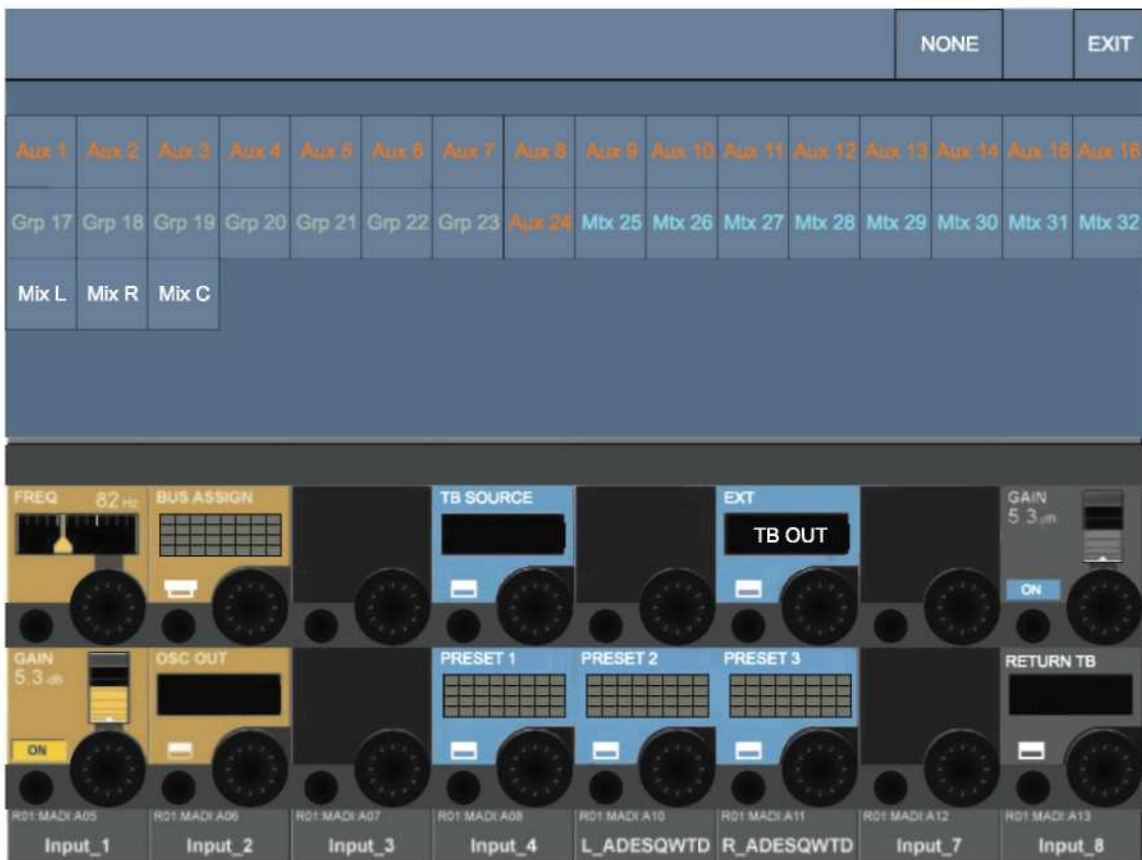 NONE EXIT
Aux 1 Aux 2 Aux 3 Aux 4 Aux 5 Aux 6 Aux 7 Aux 8 Aux 9 Aux 10 Aux 11 Aux 12 Aux 13 Aux 14 Aux 15 Aux 16
Grp 17 Grp 18 Grp 19 Grp 20 Grp 21 Grp 22 Grp 23 Aux 24 Mtx 25 Mtx 26 Mtx 27 Mtx 28 Mtx 29 Mtx 30 Mtx 31 Mtx 32
Mix L Mix R Mix C
FREQ 82 Hz BUS ASSIGN TB SOURCE EXT GAIN
5.3
TB OUT
ON
GAIN OSC OUT PRESET 1 PRESET 2 PRESET 3 RETURN TB
5.3 dB
ON
R01:MADI:A05 R01:MADI:A06 R01:MADI:A07 R01:MADI:A08 R01:MADI:A10 R01:MADI:A11 R01:MADI:A12 R01:MADI:A13
Input_1 Input_2 Input_3 Input_4 L_ADESQWTD R_ADESQWTD Input_7 Input_8